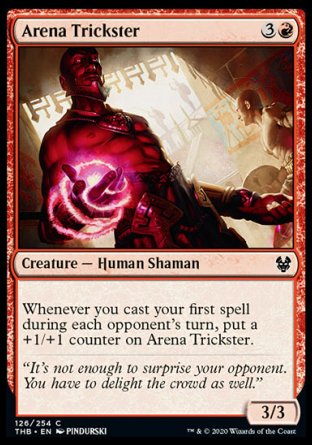 Arena Trickster 3
Creature — Human Shaman
Whenever you cast your first spell
during each opponent's turn, put a
+1/+1 counter on Arena Trickster.
"It's not enough to surprise your opponent.
You have to delight the crowd as well."
3/3
126/254 C
THB • EN PINDURSKI ™ & © 2020 Wizards of the Coast